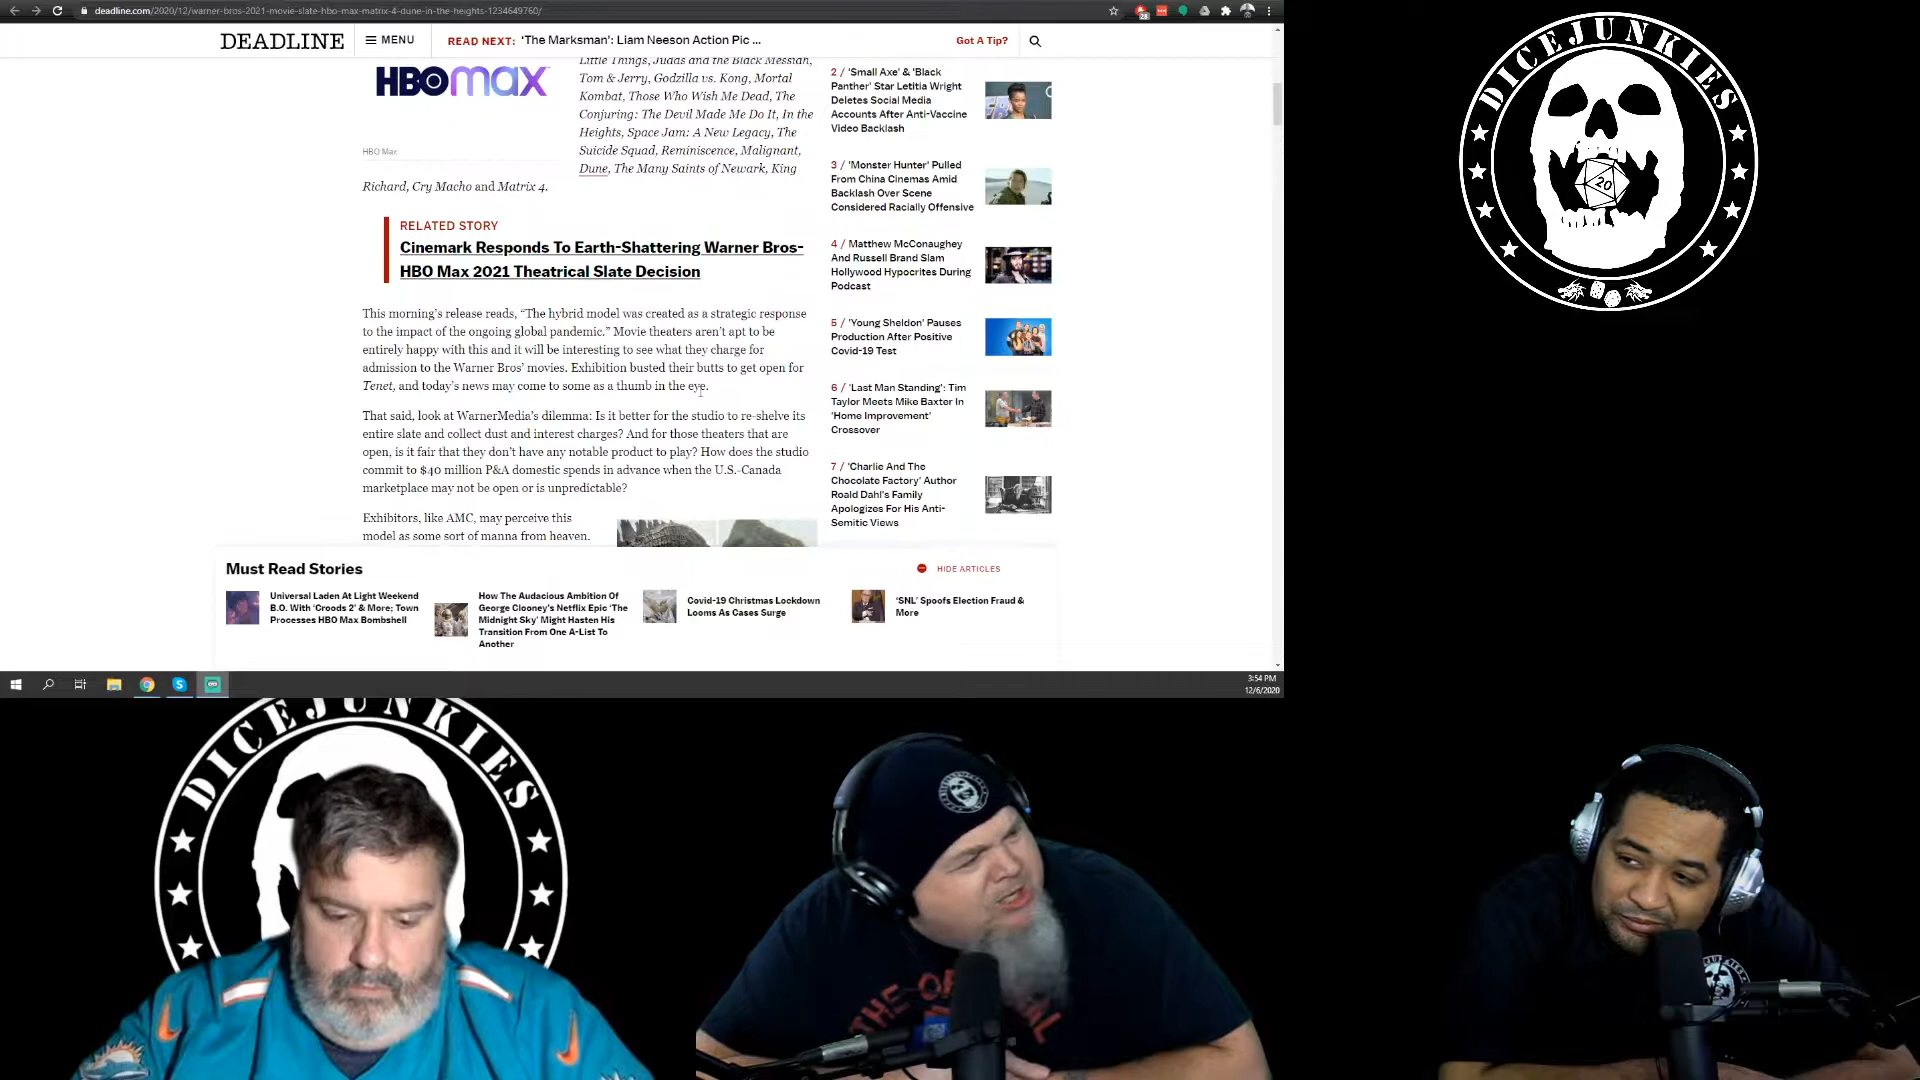 deadline.com/2020/12/warner-bros-2021-movie-slate-hbo-max-matrix-4-dune-in-the-heights-1234649760/
DEADLINE
MENU
READ NEXT: 'The Marksman': Liam Neeson Action Pic ...
Got A Tip?
HBOmax
HBO Max
Little Things, Judas and the Black Messiah,
Tom & Jerry, Godzilla vs. Kong, Mortal
Kombat, Those Who Wish Me Dead, The
Conjuring: The Devil Made Me Do It, In the
Heights, Space Jam: A New Legacy, The
Suicide Squad, Reminiscence, Malignant,
Dune, The Many Saints of Newark, King
Richard, Cry Macho and Matrix 4.
RELATED STORY
Cinemark Responds To Earth-Shattering Warner Bros-
HBO Max 2021 Theatrical Slate Decision
This morning's release reads, "The hybrid model was created as a strategic response
to the impact of the ongoing global pandemic." Movie theaters aren't apt to be
entirely happy with this and it will be interesting to see what they charge for
admission to the Warner Bros' movies. Exhibition busted their butts to get open for
Tenet, and today's news may come to some as a thumb in the eye.
That said, look at WarnerMedia's dilemma: Is it better for the studio to re-shelve its
entire slate and collect dust and interest charges? And for those theaters that are
open, is it fair that they don't have any notable product to play? How does the studio
commit to $40 million P&A domestic spends in advance when the U.S.-Canada
marketplace may not be open or is unpredictable?
Exhibitors, like AMC, may perceive this
model as some sort of manna from heaven.
2 / 'Small Axe' & 'Black
Panther' Star Letitia Wright
Deletes Social Media
Accounts After Anti-Vaccine
Video Backlash
3 / 'Monster Hunter' Pulled
From China Cinemas Amid
Backlash Over Scene
Considered Racially Offensive
4 / Matthew McConaughey
And Russell Brand Slam
Hollywood Hypocrites During
Podcast
5 / 'Young Sheldon' Pauses
Production After Positive
Covid-19 Test
6 / 'Last Man Standing': Tim
Taylor Meets Mike Baxter In
'Home Improvement'
Crossover
7 / 'Charlie And The
Chocolate Factory' Author
Roald Dahl's Family
Apologizes For His Anti-
Semitic Views
Must Read Stories
HIDE ARTICLES
Universal Laden At Light Weekend
B.O. With 'Croods 2' & More; Town
Processes HBO Max Bombshell
How The Audacious Ambition Of
George Clooney's Netflix Epic 'The
Midnight Sky' Might Hasten His
Transition From One A-List To
Another
Covid-19 Christmas Lockdown
Looms As Cases Surge
'SNL' Spoofs Election Fraud &
More
3:54 PM
12/6/2020
DICEJUNKIES
20
DICEJUNKIES